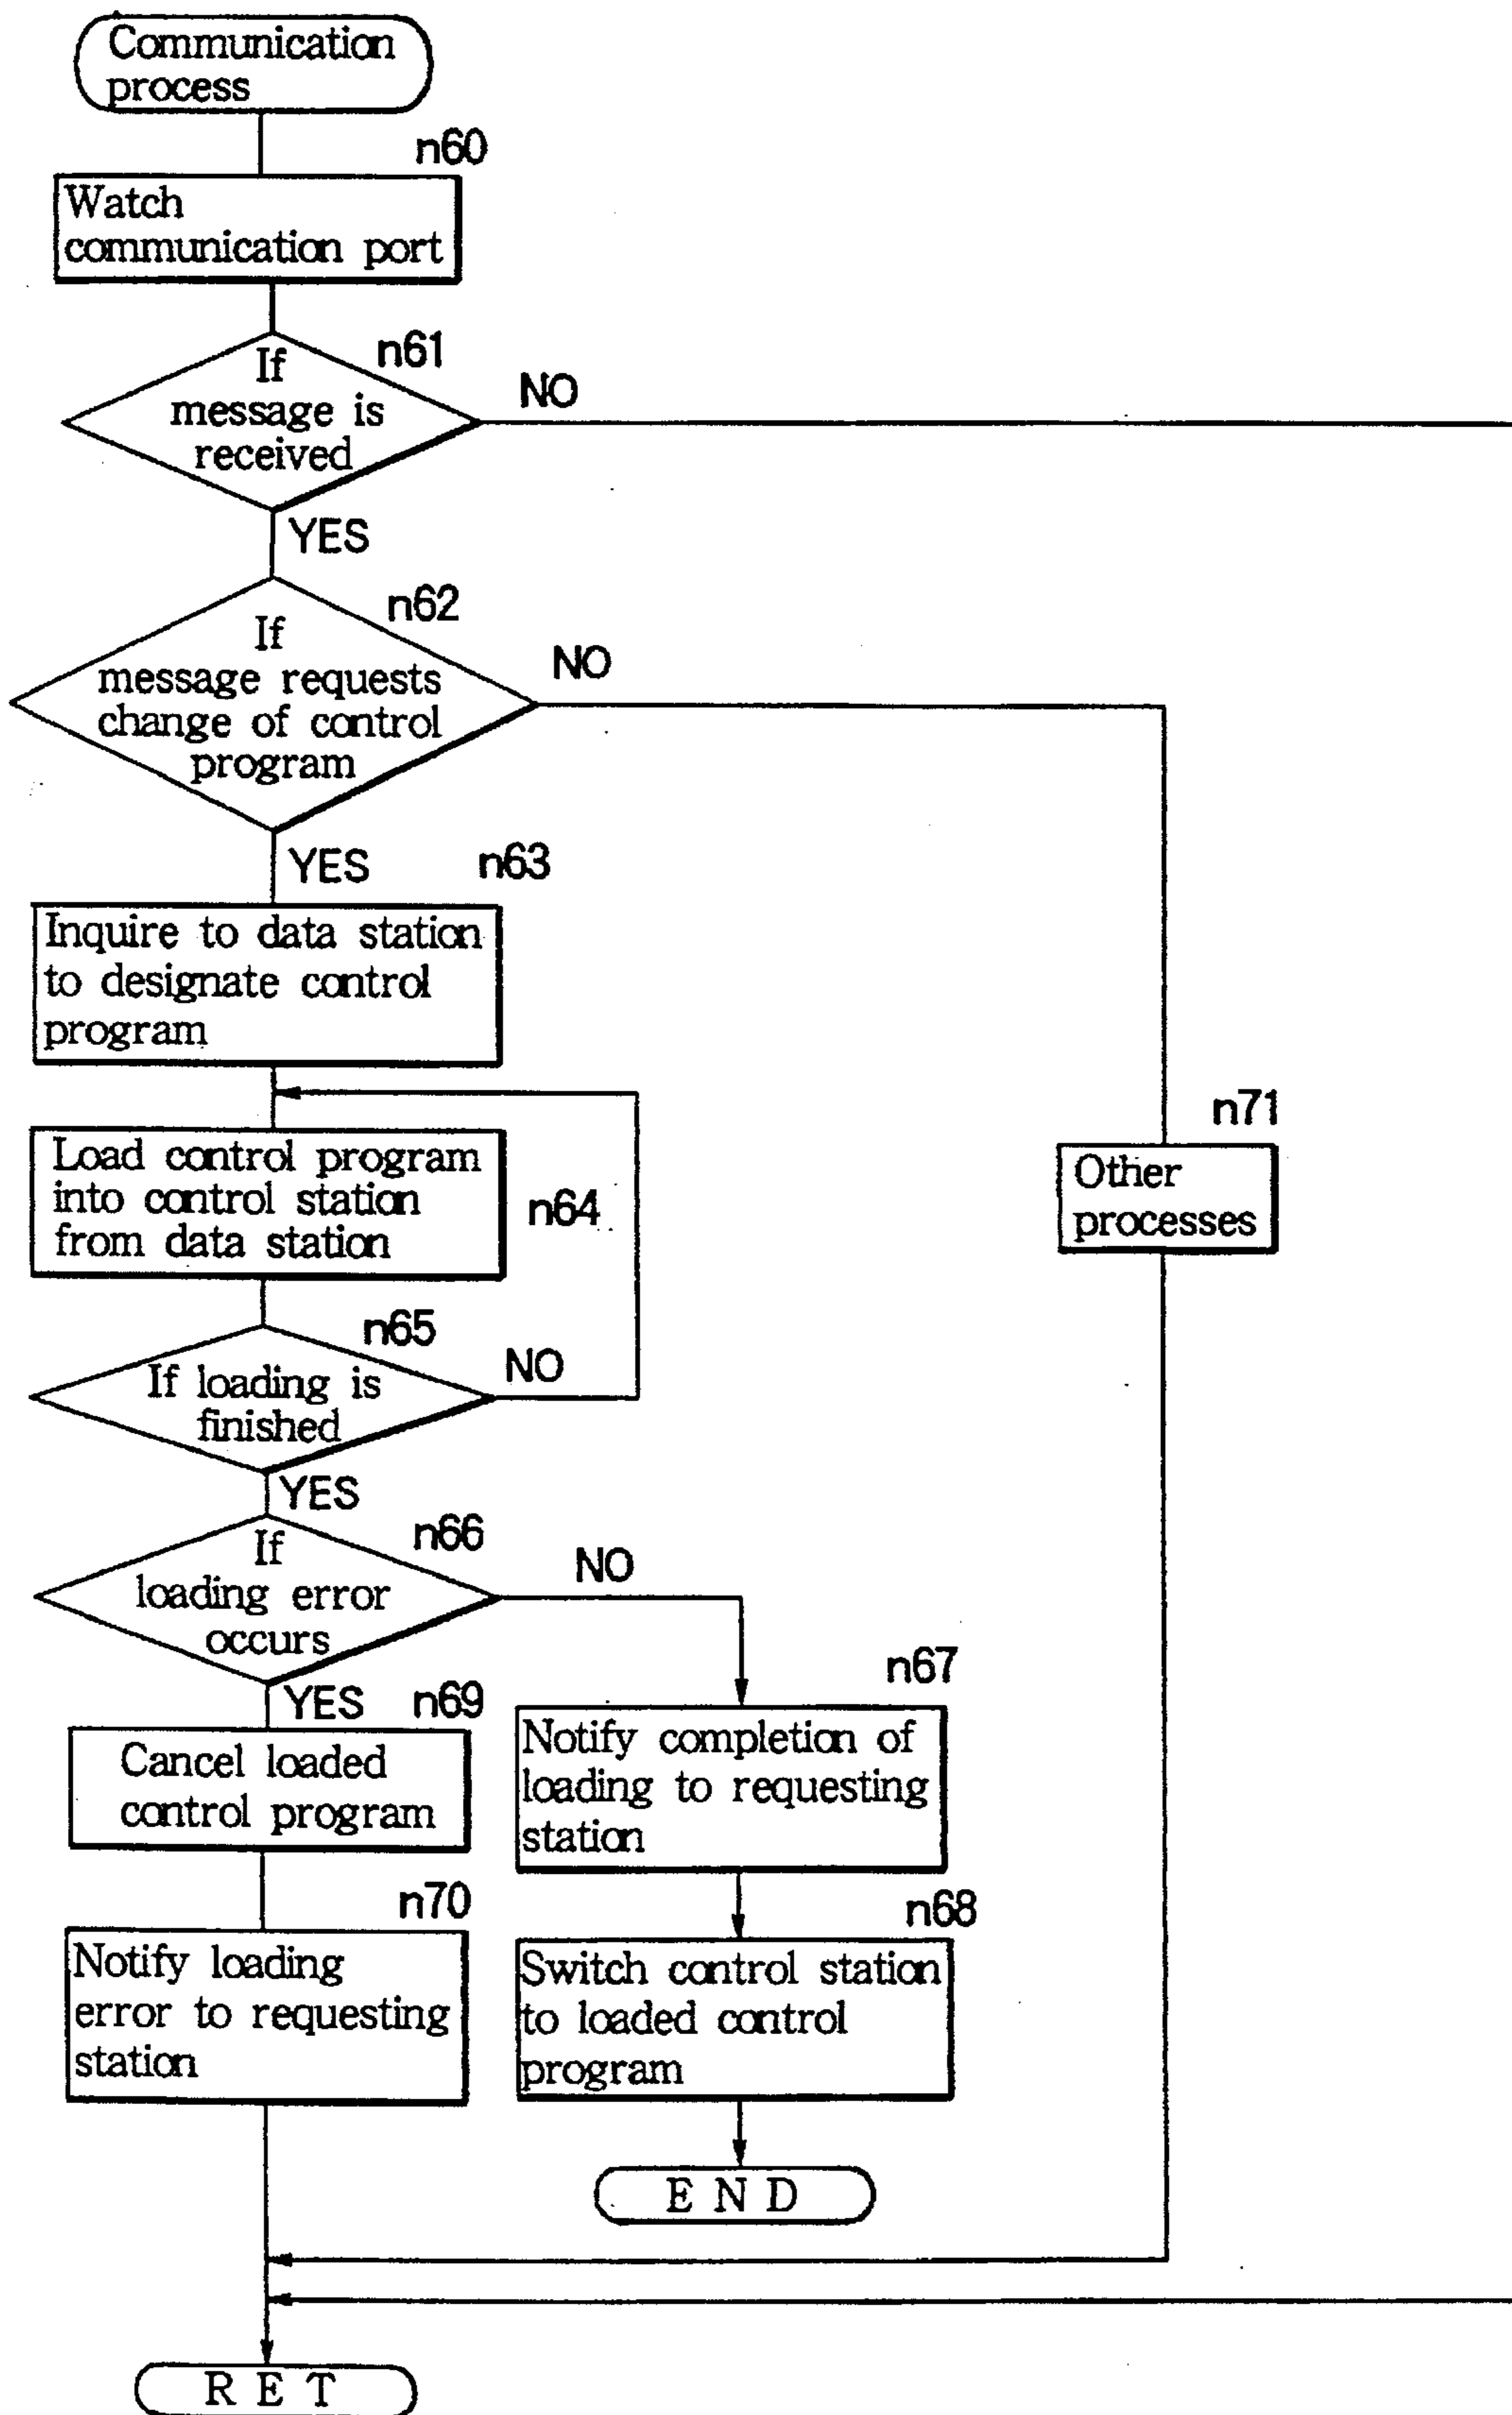 Communication
process
n60
Watch
communication port
n61
If
message is
received
NO
YES
n62
If
message requests
change of control
program
NO
YES
n63
Inquire to data station
to designate control
program
Load control program
into control station
from data station
n64
n71
Other
processes
n65
If loading is
finished
NO
YES
n66
If
loading error
occurs
NO
YES
n69
Cancel loaded
control program
n67
Notify completion of
loading to requesting
station
n70
Notify loading
error to requesting
station
n68
Switch control station
to loaded control
program
E N D
R E T